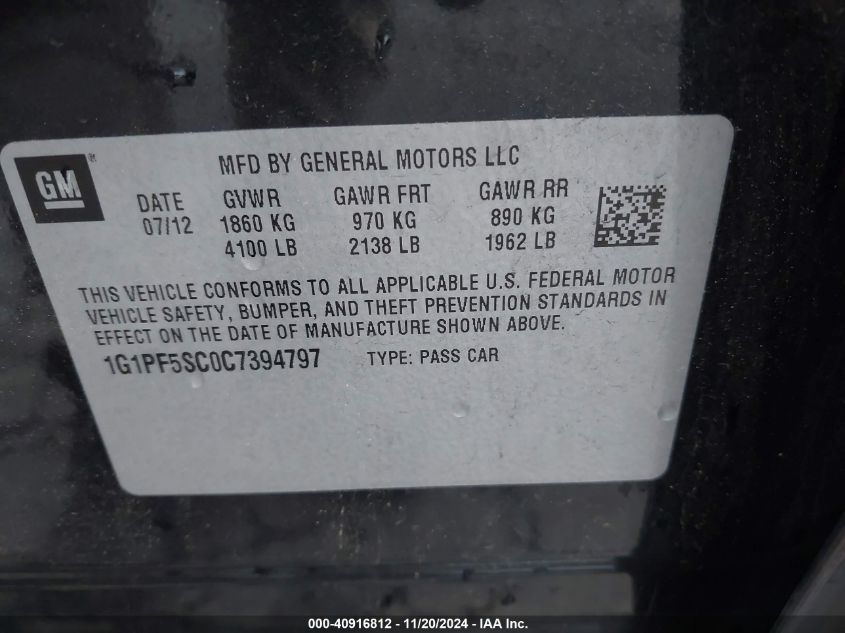 GM®
MFD BY GENERAL MOTORS LLC
DATE GVWR GAWR FRT GAWR RR
07/12 1860 KG 970 KG 890 KG
4100 LB 2138 LB 1962 LB
THIS VEHICLE CONFORMS TO ALL APPLICABLE U.S. FEDERAL MOTOR
VEHICLE SAFETY, BUMPER, AND THEFT PREVENTION STANDARDS IN
EFFECT ON THE DATE OF MANUFACTURE SHOWN ABOVE.
1G1PF5SC0C7394797 TYPE: PASS CAR
000-40916812 - 11/20/2024 - IAA Inc.